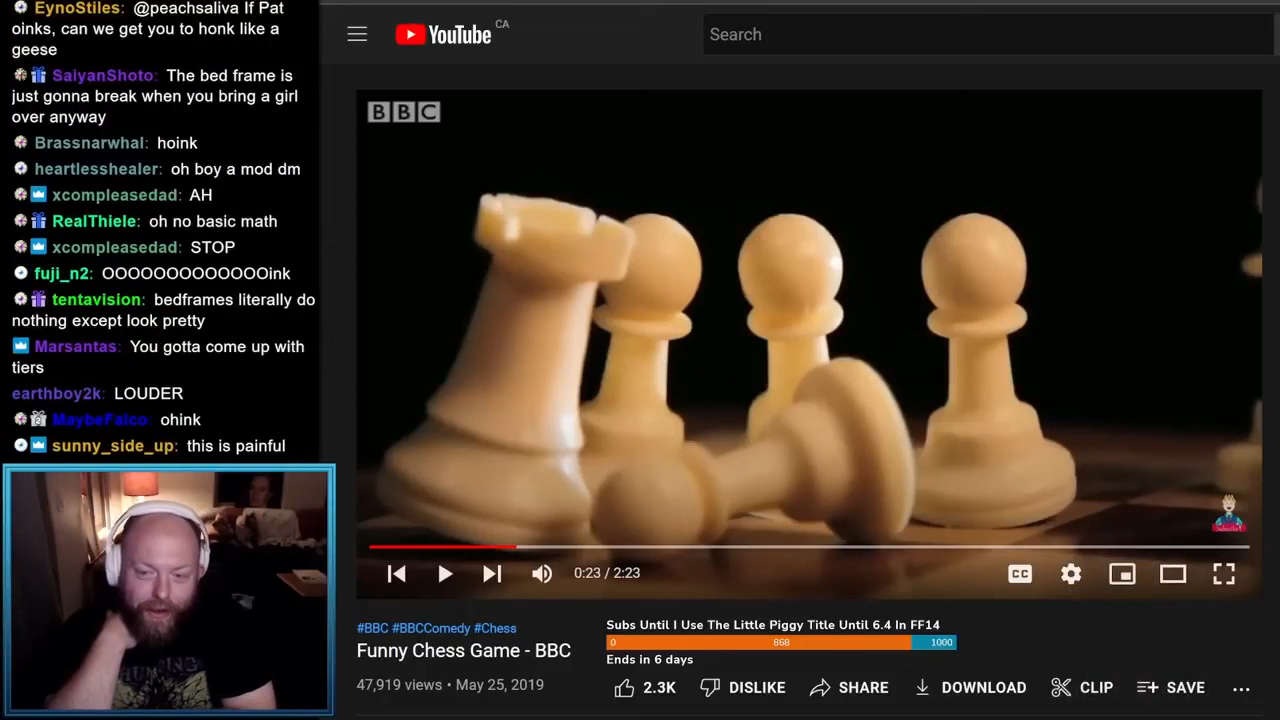 EynoStiles: @peachsaliva If Pat
oinks, can we get you to honk like a
geese
SaiyanShoto: The bed frame is
just gonna break when you bring a girl
over anyway
Brassnarwhal: hoink
heartlesshealer: oh boy a mod dm
xcompleasedad: AH
RealThiele: oh no basic math
xcompleasedad: STOP
fuji_n2: OOOOOOOOOOOOOink
tentavision: bedframes literally do
nothing except look pretty
Marsantas: You gotta come up with
tiers
earthboy2k: LOUDER
MaybeFalco: ohink
sunny_side_up: this is painful
YouTube CA
Search
BBC
0:23 / 2:23
CC
#BBC #BBCComedy #Chess
Funny Chess Game - BBC
47,919 views • May 25, 2019
Subs Until I Use The Little Piggy Title Until 6.4 In FF14
0 868 1000
Ends in 6 days
2.3K DISLIKE SHARE DOWNLOAD CLIP SAVE